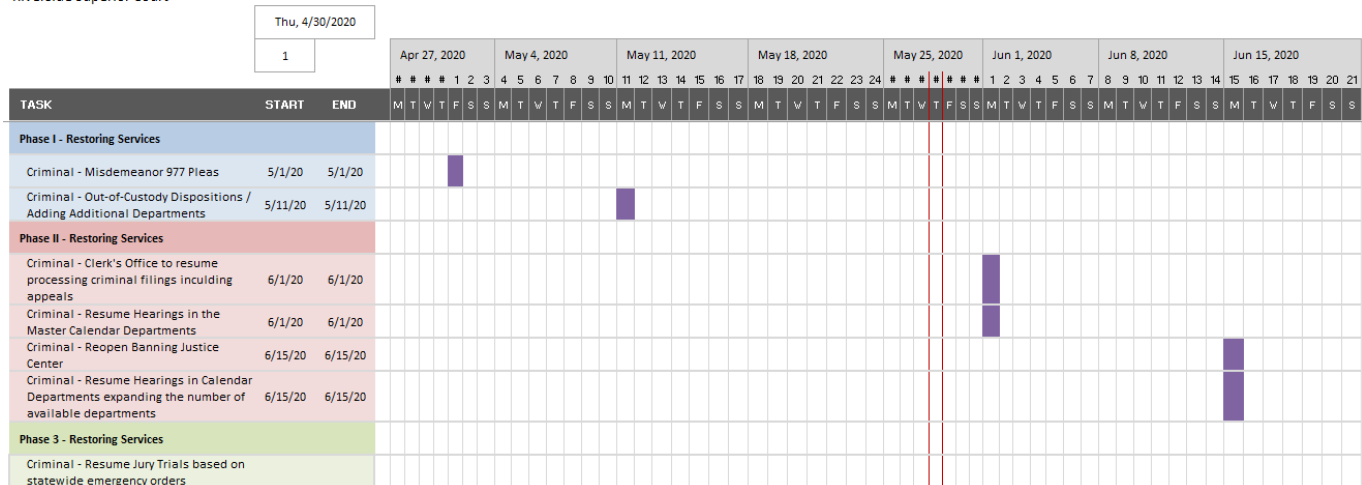 Superior Court
Thu, 4/30/2020
1
Apr 27, 2020 May 4, 2020 May 11, 2020 May 18, 2020 May 25, 2020 Jun 1, 2020 Jun 8, 2020 Jun 15, 2020
# # # # 1 2 3 4 5 6 7 8 9 10 11 12 13 14 15 16 17 18 19 20 21 22 23 24 # # # # # # # 1 2 3 4 5 6 7 8 9 10 11 12 13 14 15 16 17 18 19 20 21
TASK START END M T W T F S S M T W T F S S M T W T F S S M T W T F S S M T W T F S S M T W T F S S M T W T F S S M T W T F S S
Phase I - Restoring Services
Criminal - Misdemeanor 977 Pleas 5/1/20 5/1/20
Criminal - Out-of-Custody Dispositions /
Adding Additional Departments 5/11/20 5/11/20
Phase II - Restoring Services
Criminal - Clerk's Office to resume
processing criminal filings inculding 6/1/20 6/1/20
appeals
Criminal - Resume Hearings in the
Master Calendar Departments 6/1/20 6/1/20
Criminal - Reopen Banning Justice
Center 6/15/20 6/15/20
Criminal - Resume Hearings in Calendar
Departments expanding the number of 6/15/20 6/15/20
available departments
Phase 3 - Restoring Services
Criminal - Resume Jury Trials based on
statewide emergency orders